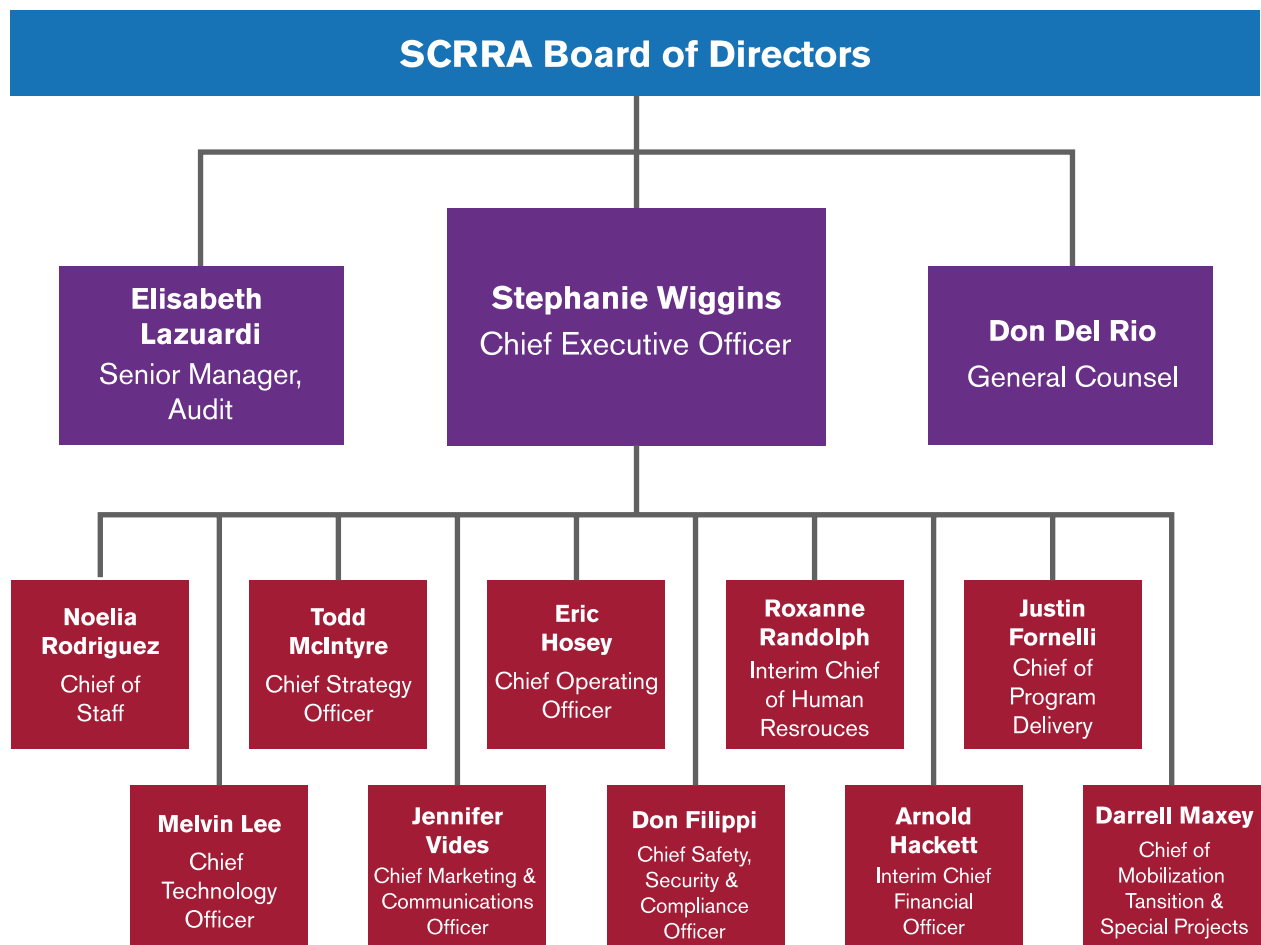 SCRRA Board of Directors
Elisabeth
Lazuardi
Senior Manager,
Audit
Stephanie Wiggins
Chief Executive Officer
Don Del Rio
General Counsel
Noelia
Rodriguez
Chief of
Staff
Todd
McIntyre
Chief Strategy
Officer
Eric
Hosey
Chief Operating
Officer
Roxanne
Randolph
Interim Chief
of Human
Resrouces
Justin
Fornelli
Chief of
Program
Delivery
Melvin Lee
Chief
Technology
Officer
Jennifer
Vides
Chief Marketing &
Communications
Officer
Don Filippi
Chief Safety,
Security &
Compliance
Officer
Arnold
Hackett
Interim Chief
Financial
Officer
Darrell Maxey
Chief of
Mobilization
Tansition &
Special Projects